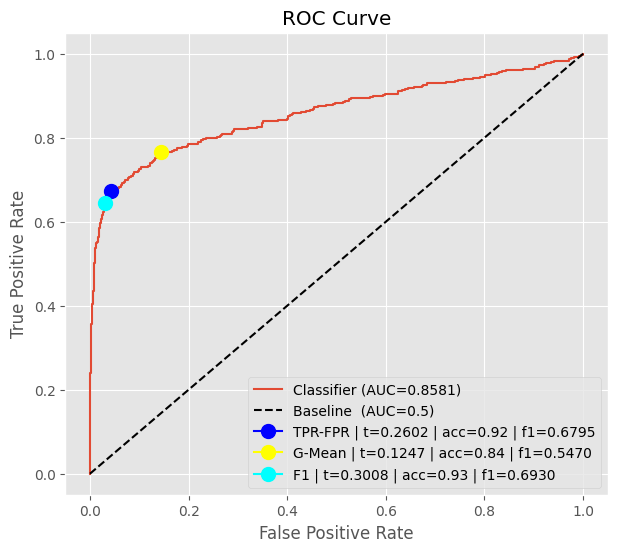 ROC Curve
1.0
0.8
0.6
0.4
0.2
0.0
True Positive Rate
Classifier (AUC=0.8581)
Baseline  (AUC=0.5)
TPR-FPR | t=0.2602 | acc=0.92 | f1=0.6795
G-Mean | t=0.1247 | acc=0.84 | f1=0.5470
F1 | t=0.3008 | acc=0.93 | f1=0.6930
0.0 0.2 0.4 0.6 0.8 1.0
False Positive Rate